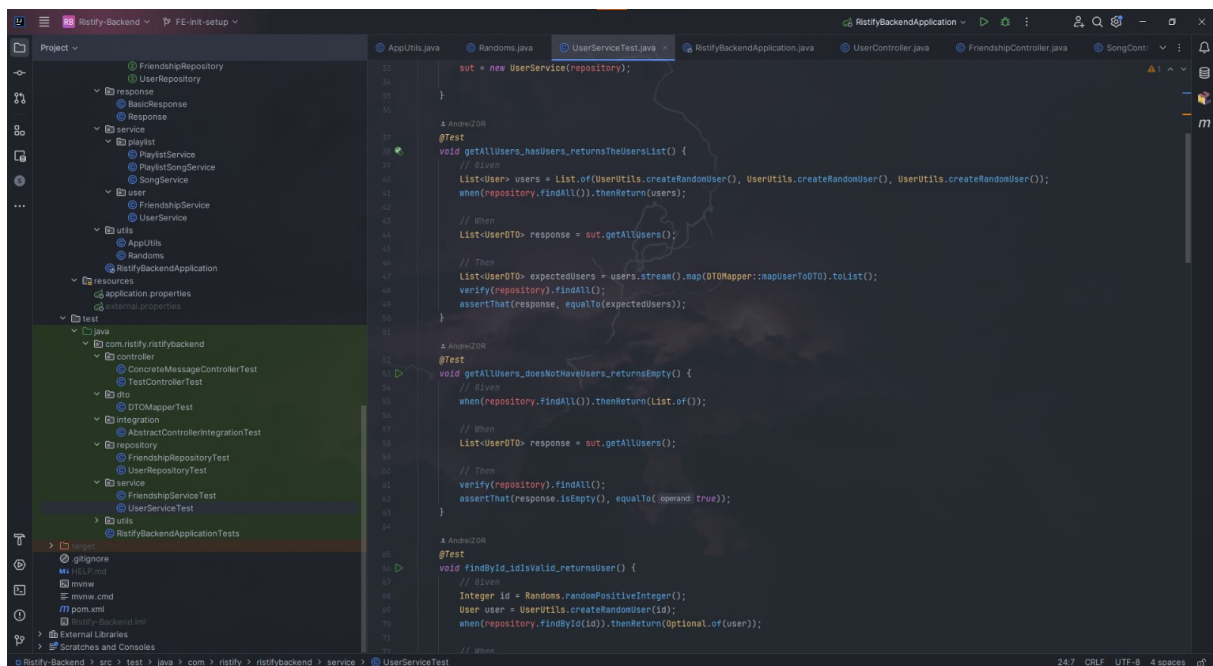 RB Ristify-Backend FE-init-setup RistifyBackendApplication
Project
AppUtils.java Randoms.java UserServiceTest.java RistifyBackendApplication.java UserController.java FriendshipController.java SongContr
FriendshipRepository
UserRepository
response
BasicResponse
Response
service
playlist
PlaylistService
PlaylistSongService
SongService
user
FriendshipService
UserService
utils
AppUtils
Randoms
RistifyBackendApplication
resources
application.properties
external.properties
test
java
com.ristify.ristifybackend
controller
ConcreteMessageControllerTest
TestControllerTest
dto
DTOMapperTest
integration
AbstractControllerIntegrationTest
repository
FriendshipRepositoryTest
UserRepositoryTest
service
FriendshipServiceTest
UserServiceTest
utils
RistifyBackendApplicationTests
target
.gitignore
HELP.md
mvnw
mvnw.cmd
pom.xml
Ristify-Backend.iml
External Libraries
Scratches and Consoles
33 sut = new UserService(repository);
34
35 }
36
AndreiZ0R
37 @Test
38 void getAllUsers_hasUsers_returnsTheUsersList() {
39 // Given
40 List<User> users = List.of(UserUtils.createRandomUser(), UserUtils.createRandomUser(), UserUtils.createRandomUser());
41 when(repository.findAll()).thenReturn(users);
42
43 // When
44 List<UserDTO> response = sut.getAllUsers();
45
46 // Then
47 List<UserDTO> expectedUsers = users.stream().map(DTOMapper::mapUserToDTO).toList();
48 verify(repository).findAll();
49 assertThat(response, equalTo(expectedUsers));
50 }
51
AndreiZ0R
52 @Test
53 void getAllUsers_doesNotHaveUsers_returnsEmpty() {
54 // Given
55 when(repository.findAll()).thenReturn(List.of());
56
57 // When
58 List<UserDTO> response = sut.getAllUsers();
59
60 // Then
61 verify(repository).findAll();
62 assertThat(response.isEmpty(), equalTo( operand: true));
63 }
64
AndreiZ0R
65 @Test
66 void findById_idIsValid_returnsUser() {
67 // Given
68 Integer id = Randoms.randomPositiveInteger();
69 User user = UserUtils.createRandomUser(id);
70 when(repository.findById(id)).thenReturn(Optional.of(user));
71
72 // When
1
m
Ristify-Backend > src > test > java > com > ristify > ristifybackend > service > UserServiceTest 24:7 CRLF UTF-8 4 spaces